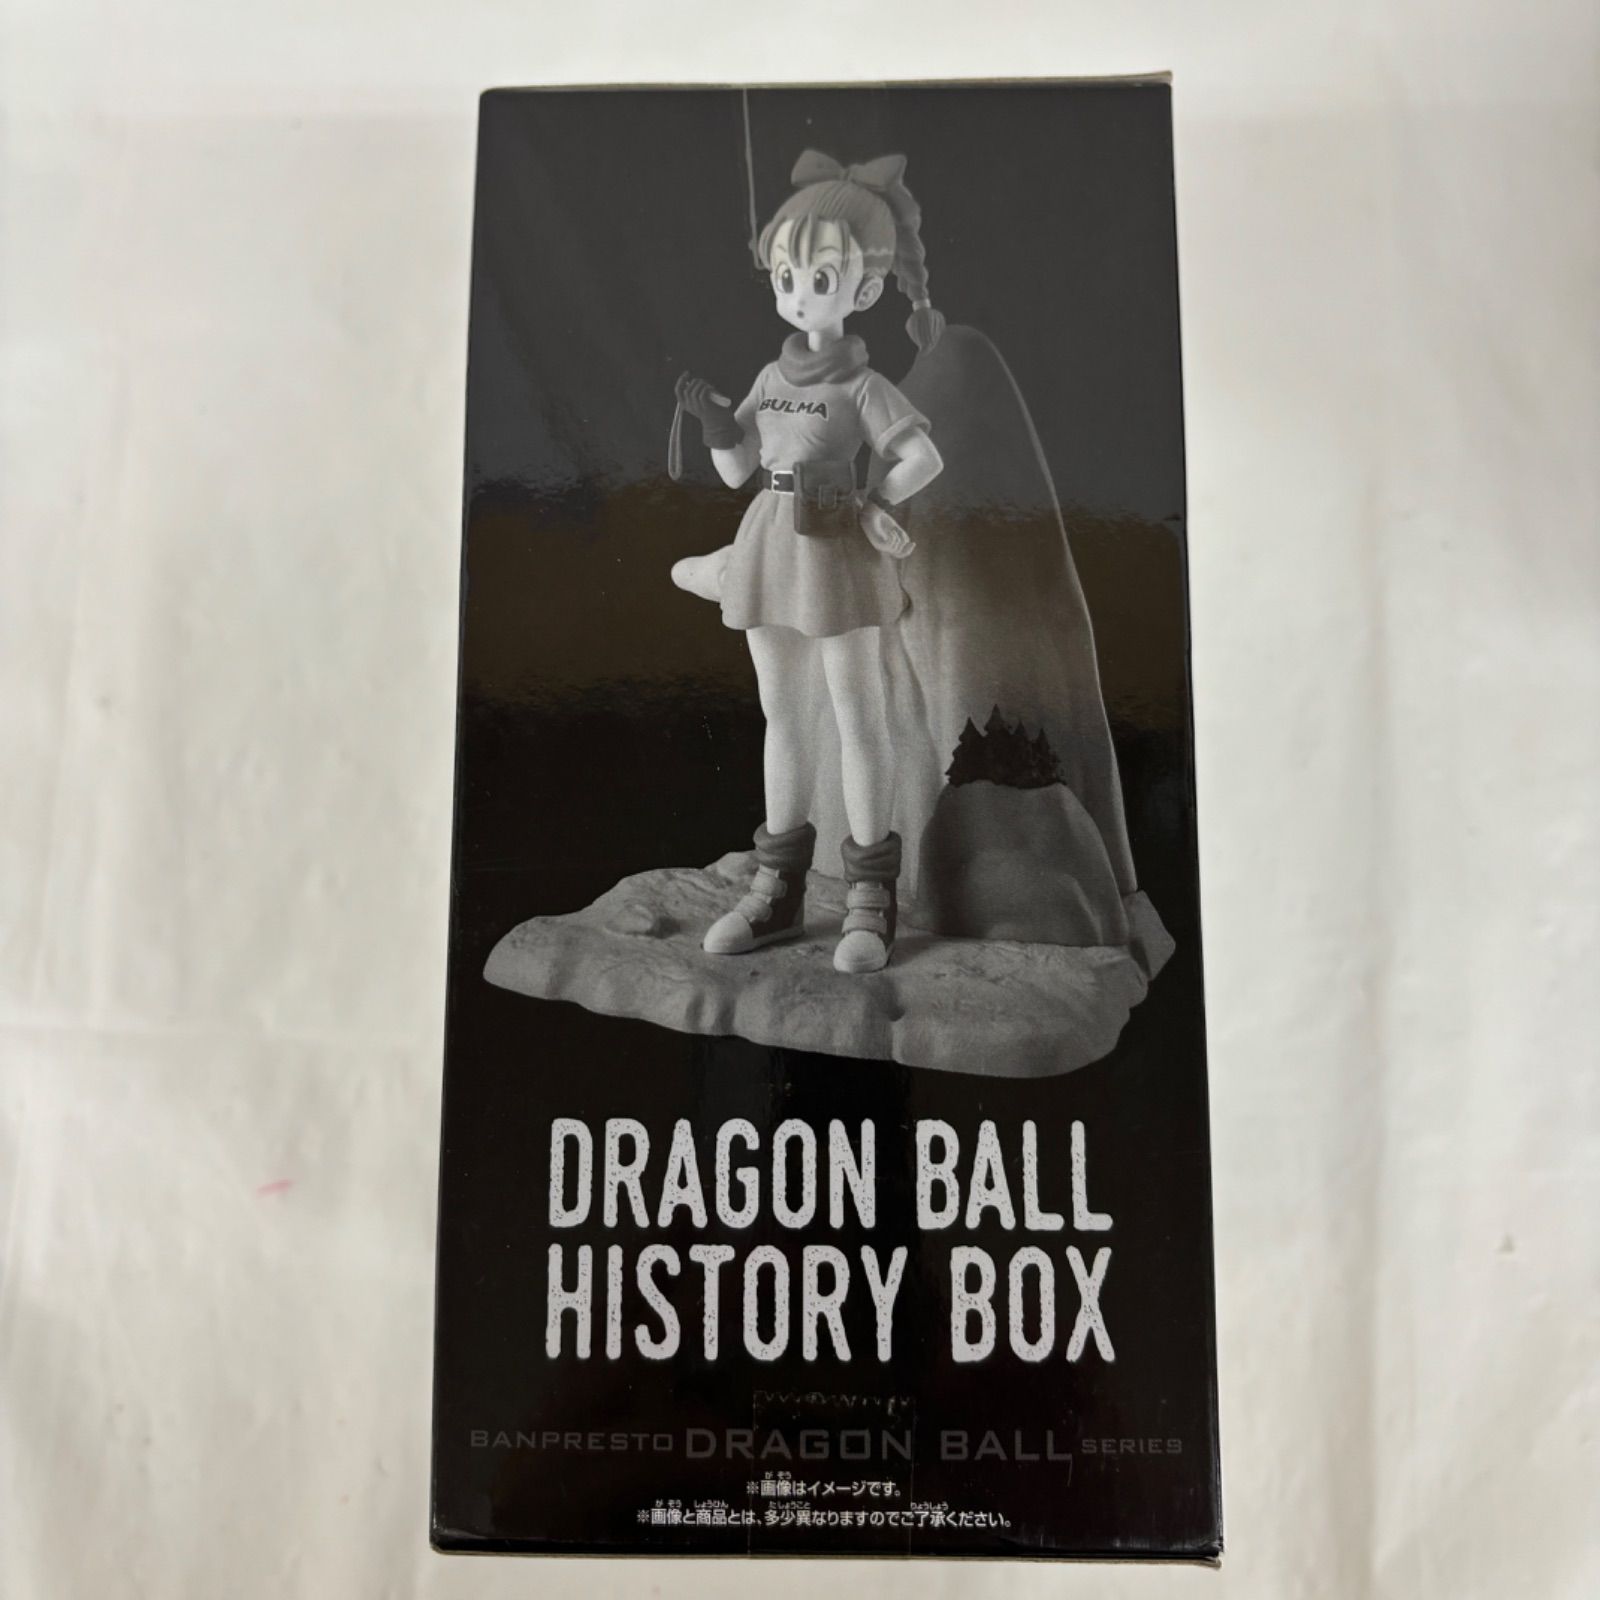 BULMA
DRAGON BALL
HISTORY BOX
BANPRESTO DRAGON BALL SERIES
※画像はイメージです。
※画像と商品とは、多少異なりますのでご了承ください。